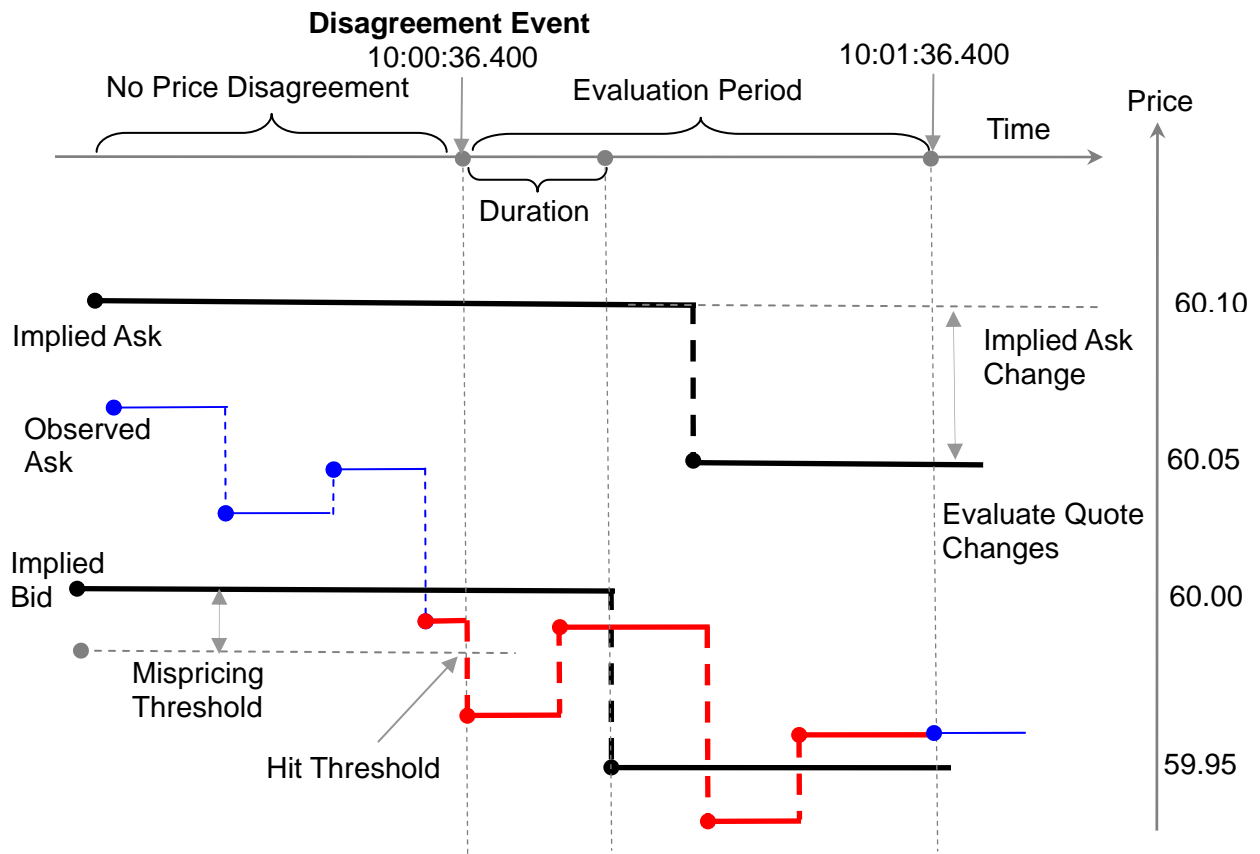 Disagreement Event
10:00:36.400
10:01:36.400
No Price Disagreement
Evaluation Period
Price
Time
Duration
60.10
Implied Ask
Implied Ask
Change
Observed
Ask
60.05
Evaluate Quote
Changes
Implied
Bid
60.00
Mispricing
Threshold
Hit Threshold
59.95